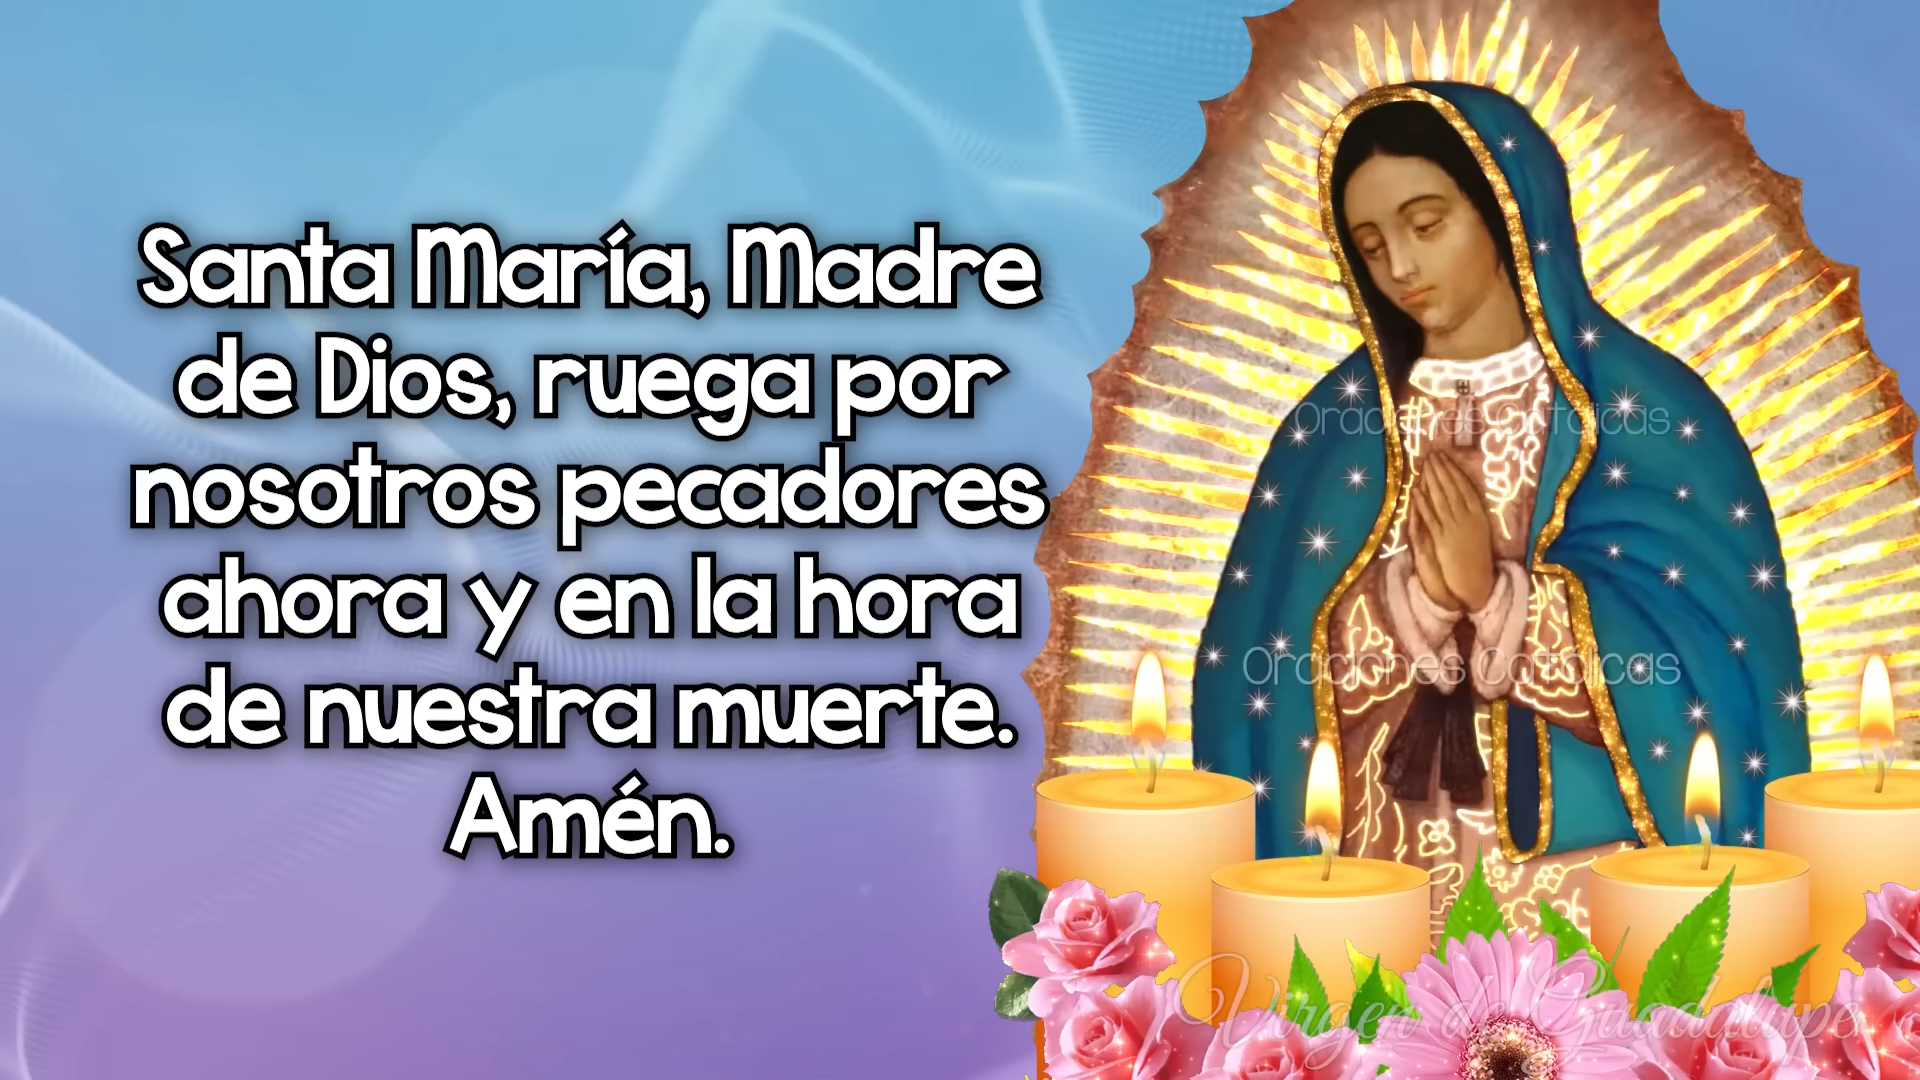 Santa María, Madre
de Dios, ruega por
nosotros pecadores
ahora y en la hora
de nuestra muerte.
Amén.
Oraciones Católicas
Oraciones Católicas
Virgen de Guadalupe